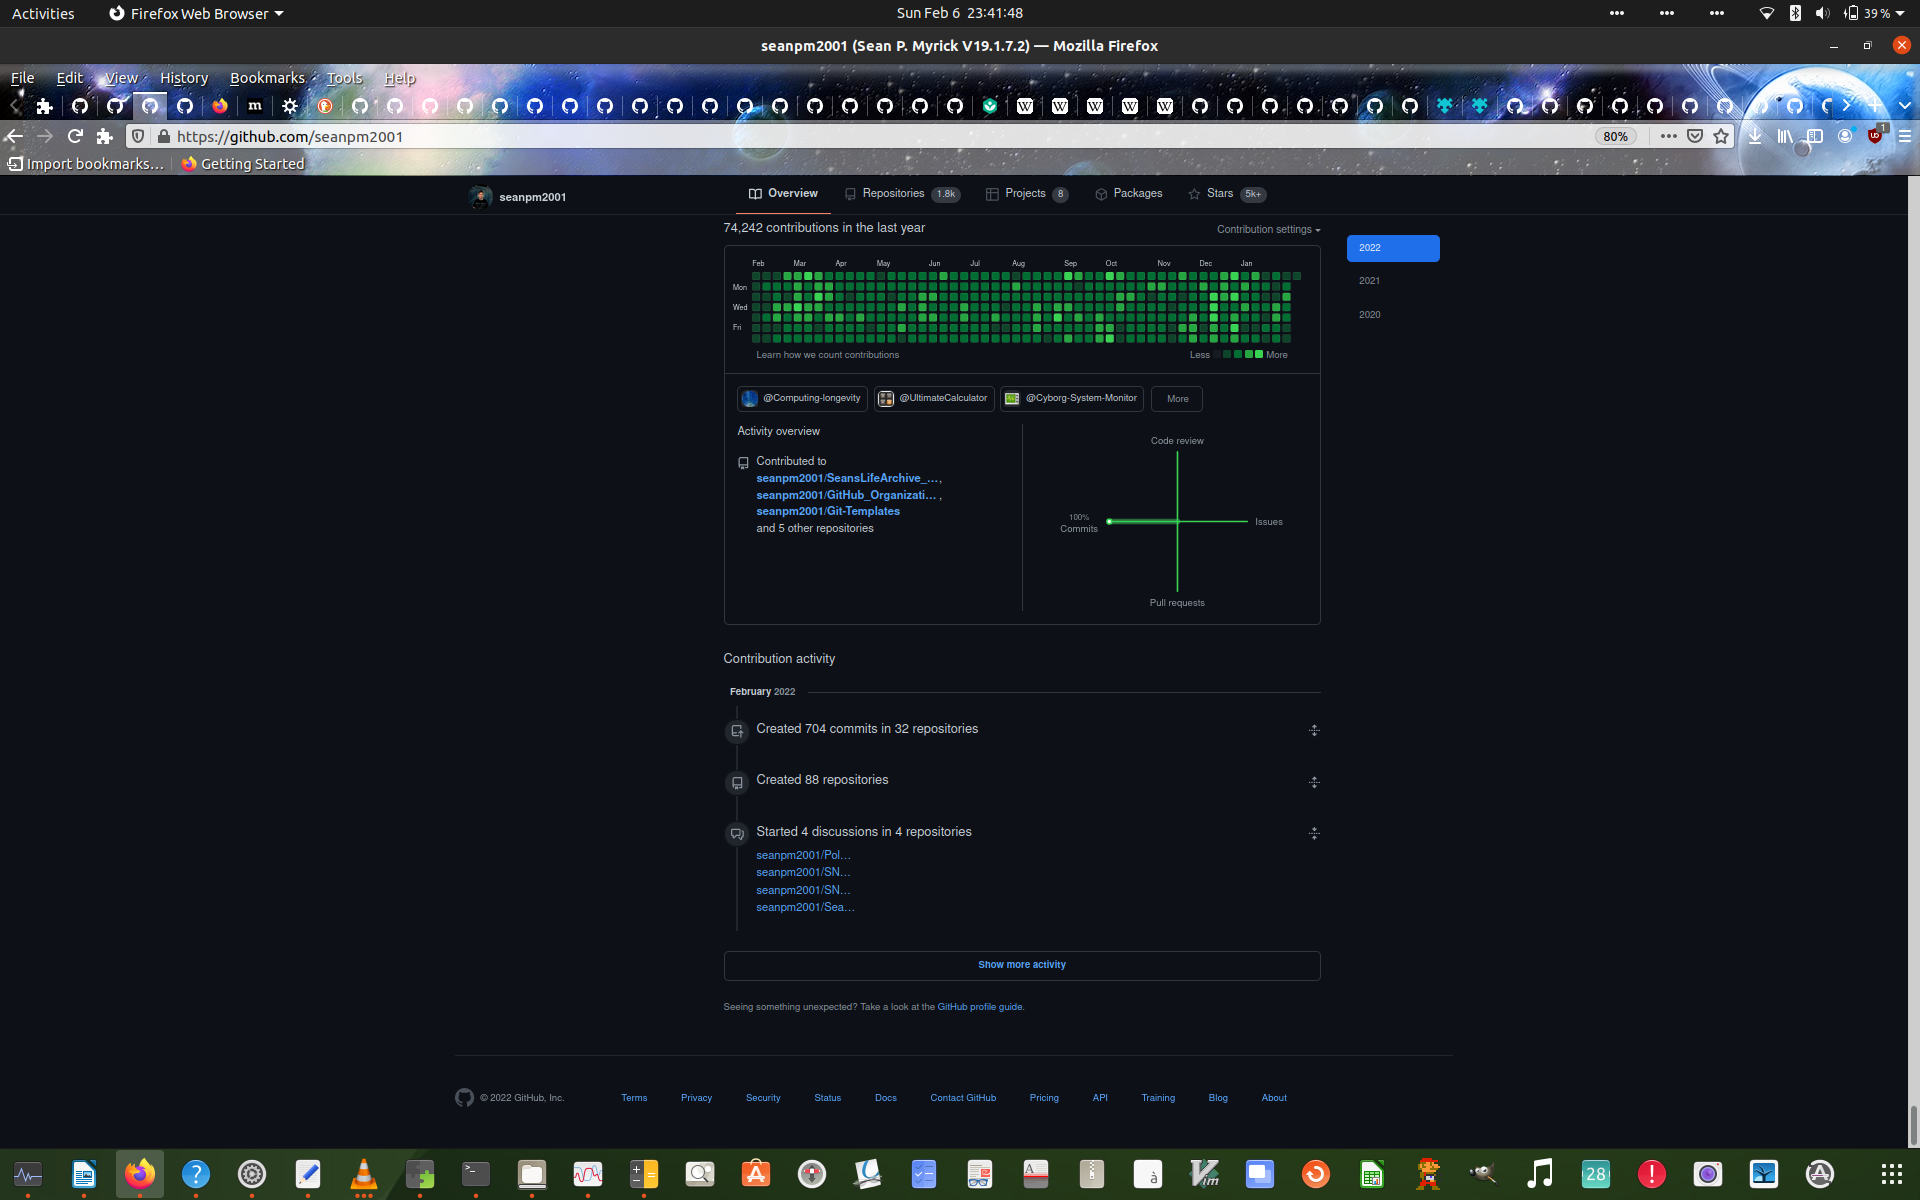 Activities
Firefox Web Browser
Sun Feb 6 23:41:48
39 %
seanpm2001 (Sean P. Myrick V19.1.7.2) — Mozilla Firefox
File Edit View History Bookmarks Tools Help
https://github.com/seanpm2001
80%
1
Import bookmarks…
Getting Started
seanpm2001
Overview
Repositories 1.8k
Projects 8
Packages
Stars 5k+
74,242 contributions in the last year
Contribution settings
2022
2021
2020
Feb Mar Apr May Jun Jul Aug Sep Oct Nov Dec Jan
Mon
Wed
Fri
Learn how we count contributions
Less
More
@Computing-longevity
@UltimateCalculator
@Cyborg-System-Monitor
More
Activity overview
Contributed to
seanpm2001/SeansLifeArchive_…,
seanpm2001/GitHub_Organizati… ,
seanpm2001/Git-Templates
and 5 other repositories
Code review
100%
Commits
Issues
Pull requests
Contribution activity
February 2022
Created 704 commits in 32 repositories
Created 88 repositories
Started 4 discussions in 4 repositories
seanpm2001/Pol…
seanpm2001/SN…
seanpm2001/SN…
seanpm2001/Sea…
Show more activity
Seeing something unexpected? Take a look at the GitHub profile guide.
© 2022 GitHub, Inc.
Terms
Privacy
Security
Status
Docs
Contact GitHub
Pricing
API
Training
Blog
About
28